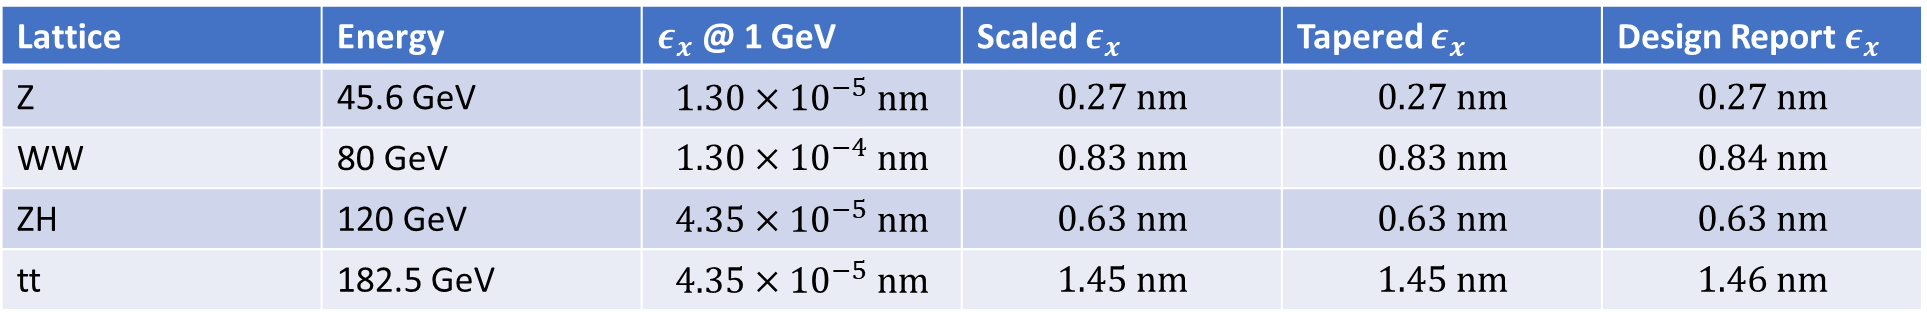 Lattice Energy ϵₓ @ 1 GeV Scaled ϵₓ Tapered ϵₓ Design Report ϵₓ
Z 45.6 GeV 1.30 × 10⁻⁵ nm 0.27 nm 0.27 nm 0.27 nm
WW 80 GeV 1.30 × 10⁻⁴ nm 0.83 nm 0.83 nm 0.84 nm
ZH 120 GeV 4.35 × 10⁻⁵ nm 0.63 nm 0.63 nm 0.63 nm
tt 182.5 GeV 4.35 × 10⁻⁵ nm 1.45 nm 1.45 nm 1.46 nm